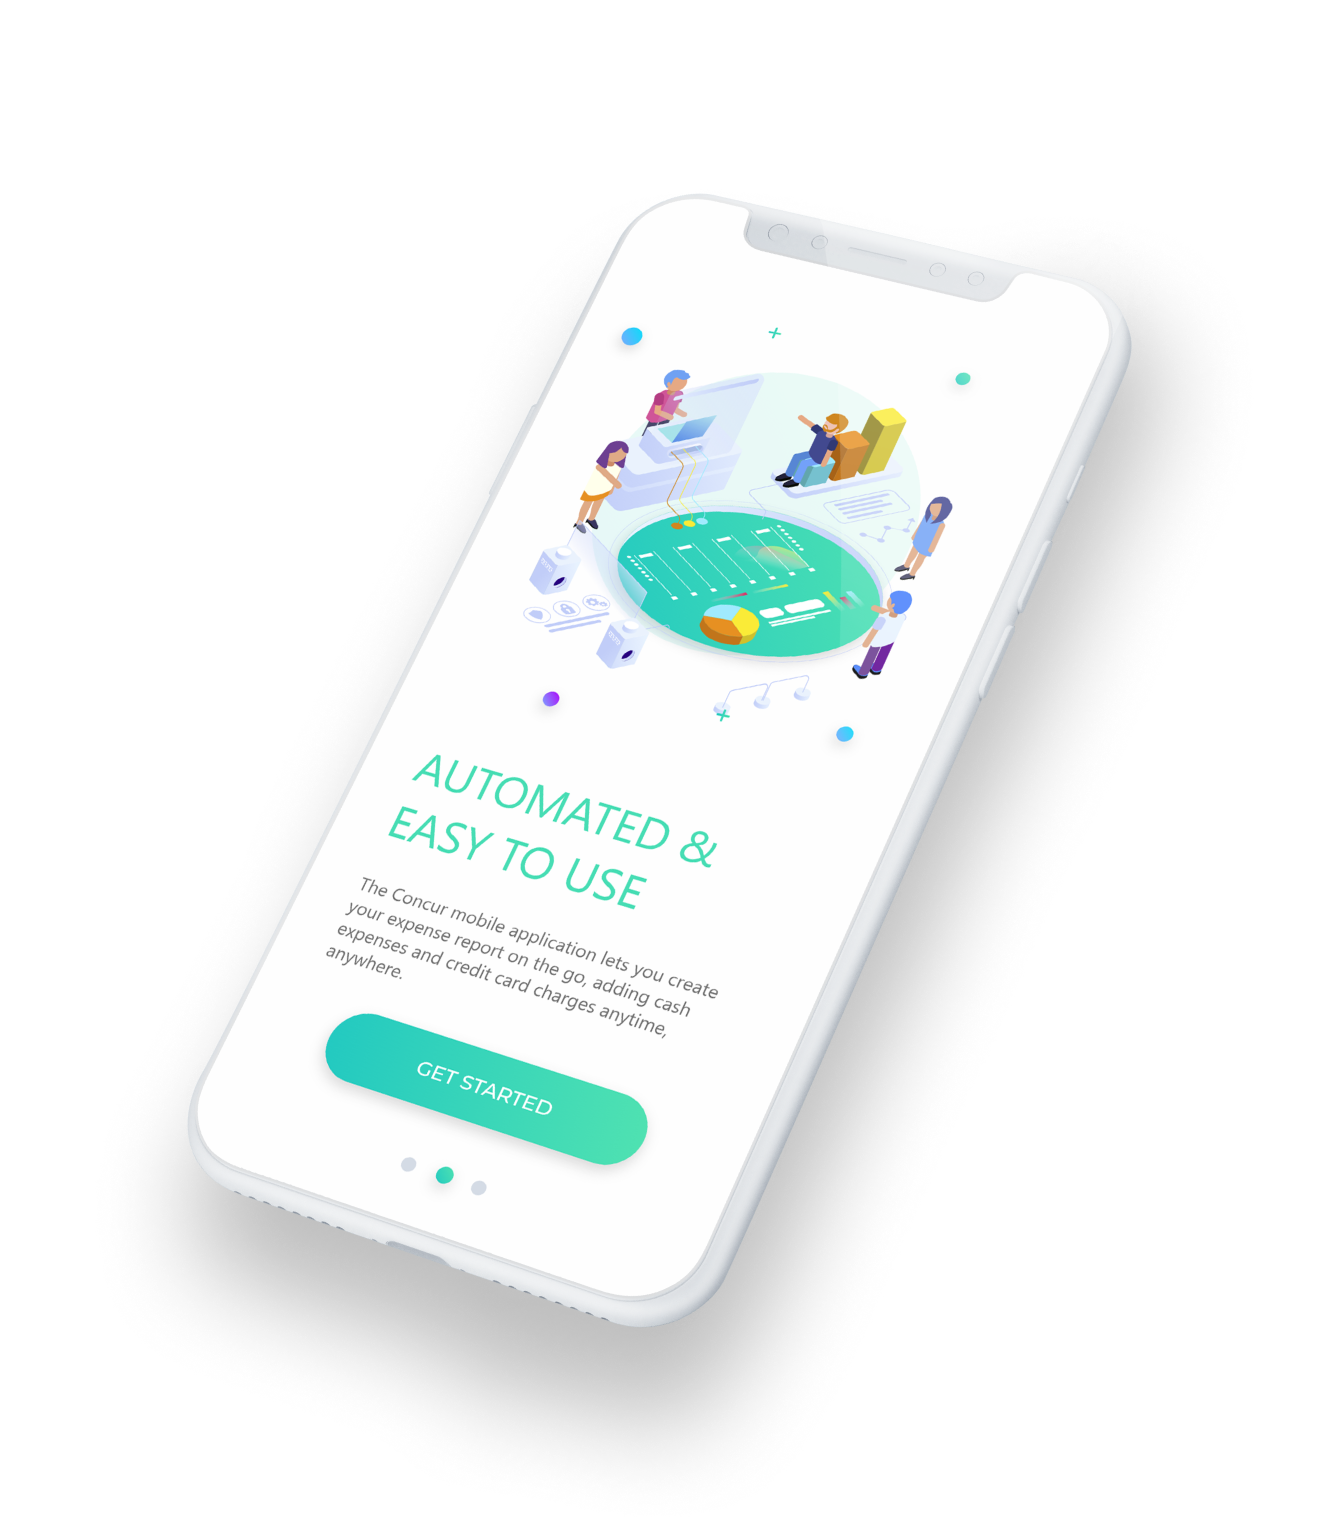 AUTOMATED &
EASY TO USE
The Concur mobile application lets you create
your expense report on the go, adding cash
expenses and credit card charges anytime,
anywhere.
GET STARTED